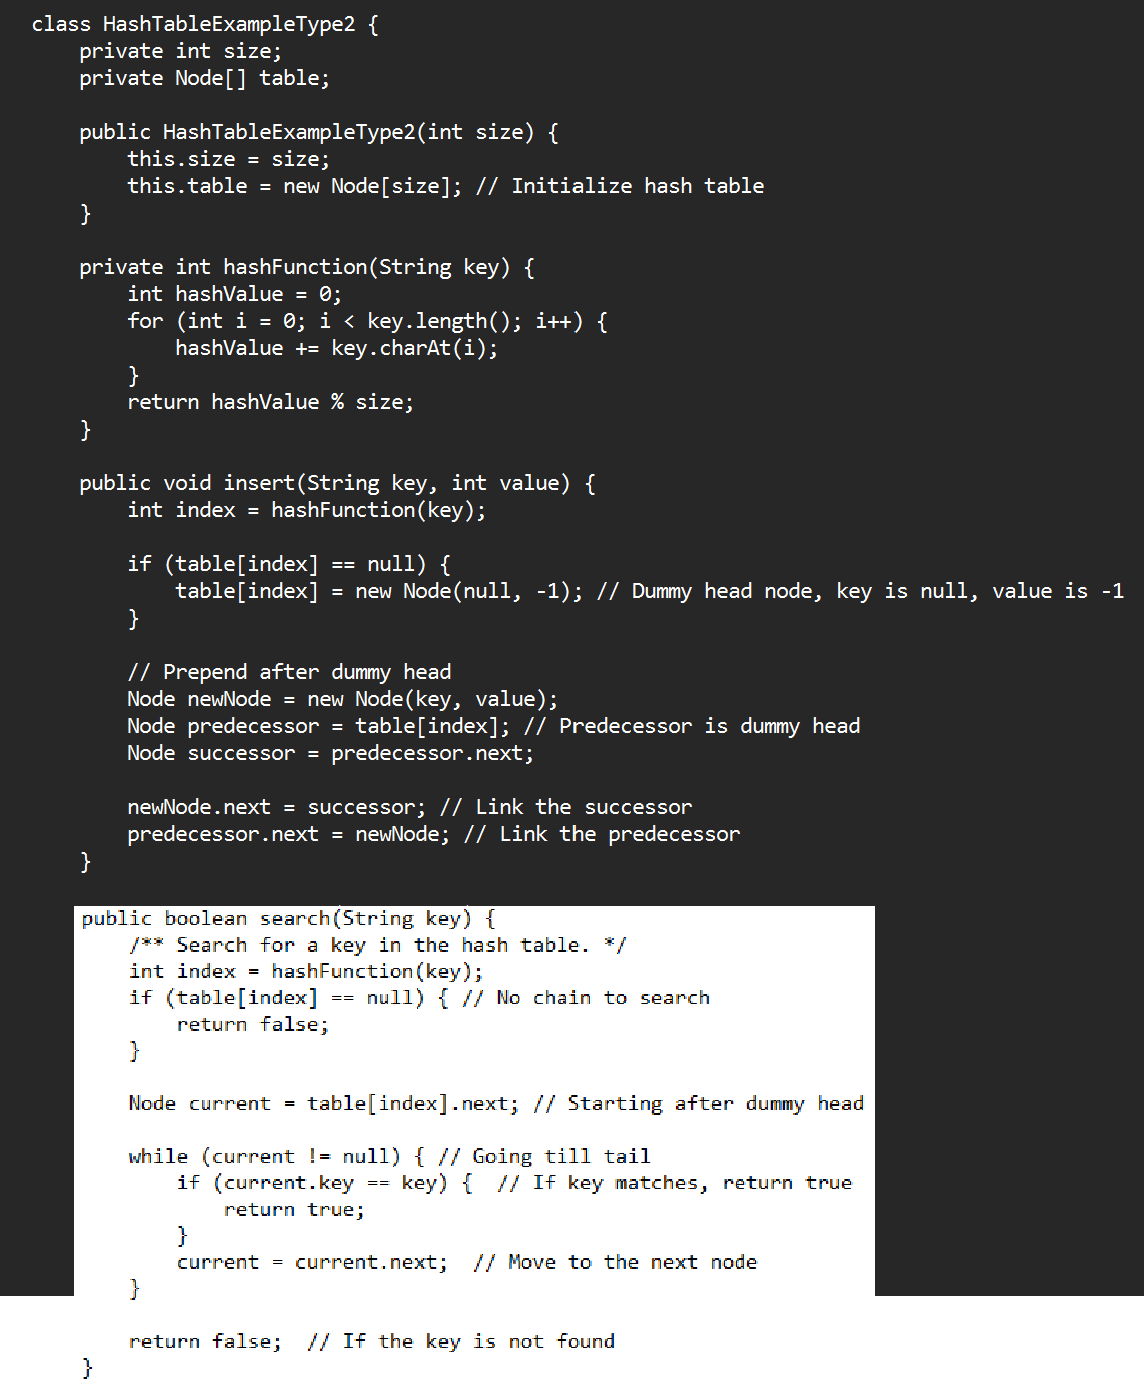 class HashTableExampleType2 {
    private int size;
    private Node[] table;

    public HashTableExampleType2(int size) {
        this.size = size;
        this.table = new Node[size]; // Initialize hash table
    }

    private int hashFunction(String key) {
        int hashValue = 0;
        for (int i = 0; i < key.length(); i++) {
            hashValue += key.charAt(i);
        }
        return hashValue % size;
    }

    public void insert(String key, int value) {
        int index = hashFunction(key);

        if (table[index] == null) {
            table[index] = new Node(null, -1); // Dummy head node, key is null, value is -1
        }

        // Prepend after dummy head
        Node newNode = new Node(key, value);
        Node predecessor = table[index]; // Predecessor is dummy head
        Node successor = predecessor.next;

        newNode.next = successor; // Link the successor
        predecessor.next = newNode; // Link the predecessor
    }

    public boolean search(String key) {
        /** Search for a key in the hash table. */
        int index = hashFunction(key);
        if (table[index] == null) { // No chain to search
            return false;
        }

        Node current = table[index].next; // Starting after dummy head

        while (current != null) { // Going till tail
            if (current.key == key) {  // If key matches, return true
                return true;
            }
            current = current.next;  // Move to the next node
        }

        return false;  // If the key is not found
    }